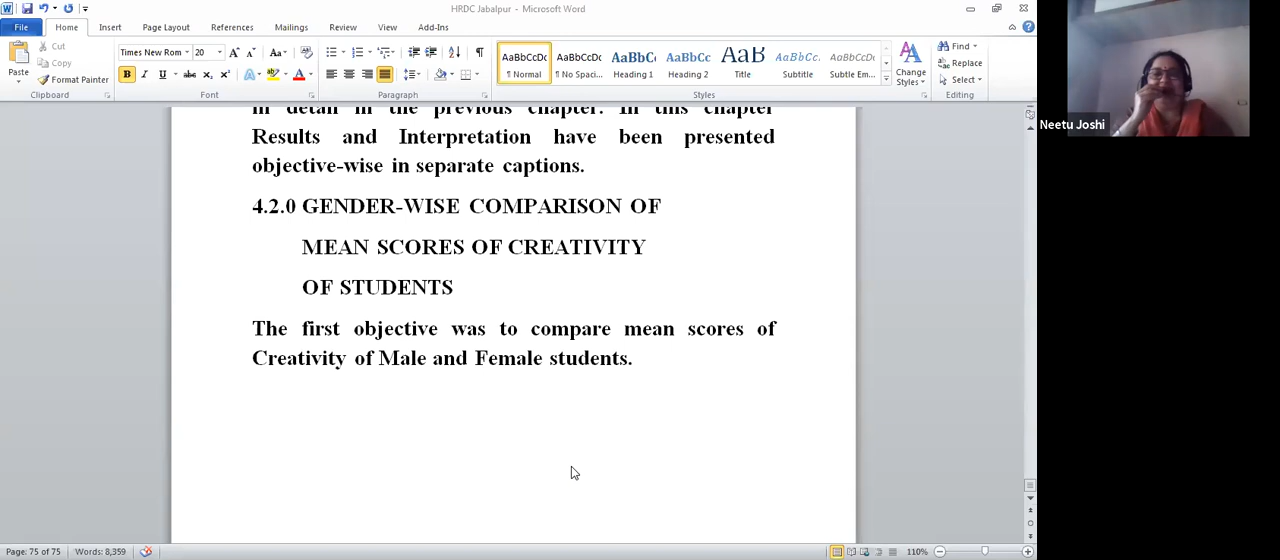 HRDC Jabalpur - Microsoft Word
File Home Insert Page Layout References Mailings Review View Add-Ins
Cut
Copy
Format Painter
Paste
Clipboard
Times New Rom 20
B I U abc X₂ X²
Font
Paragraph
AaBbCcDc AaBbCcDc AaBbC AaBbCc AaB AaBbCc. AaBbCcDc
¶ Normal ¶ No Spaci... Heading 1 Heading 2 Title Subtitle Subtle Em...
Change Styles
Styles
Find
Replace
Select
Editing
Neetu Joshi
in detail in the previous chapter. In this chapter
Results and Interpretation have been presented
objective-wise in separate captions.
4.2.0 GENDER-WISE COMPARISON OF
MEAN SCORES OF CREATIVITY
OF STUDENTS
The first objective was to compare mean scores of
Creativity of Male and Female students.
Page: 75 of 75 Words: 8,359 110%